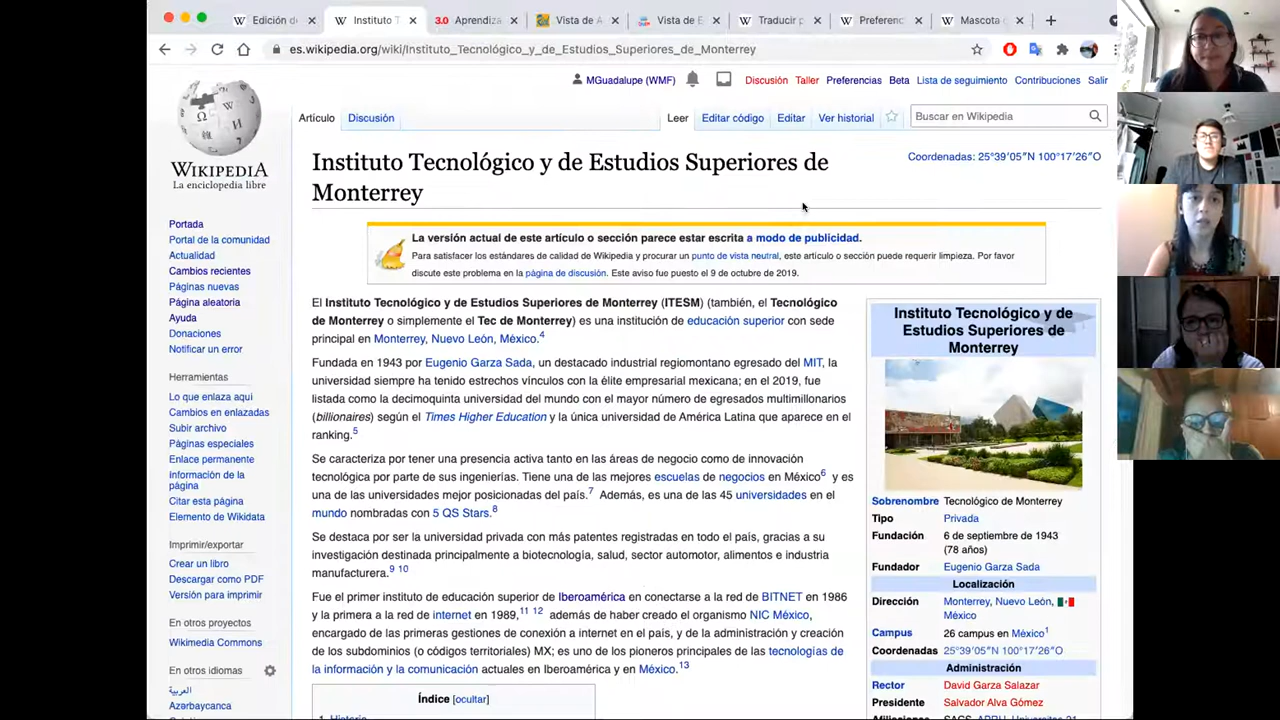 Edición de
Instituto T
3.0 Aprendiza
Vista de A
Vista de E
Traducir p
Preferenc
Mascota d
es.wikipedia.org/wiki/Instituto_Tecnológico_y_de_Estudios_Superiores_de_Monterrey
MGuadalupe (WMF) Discusión Taller Preferencias Beta Lista de seguimiento Contribuciones Salir
Artículo Discusión Leer Editar código Editar Ver historial Buscar en Wikipedia
WIKIPEDIA
La enciclopedia libre
Portada
Portal de la comunidad
Actualidad
Cambios recientes
Páginas nuevas
Página aleatoria
Ayuda
Donaciones
Notificar un error
Herramientas
Lo que enlaza aquí
Cambios en enlazadas
Subir archivo
Páginas especiales
Enlace permanente
Información de la
página
Citar esta página
Elemento de Wikidata
Imprimir/exportar
Crear un libro
Descargar como PDF
Versión para imprimir
En otros proyectos
Wikimedia Commons
En otros idiomas
العربية
Azərbaycanca
Instituto Tecnológico y de Estudios Superiores de
Monterrey
Coordenadas: 25°39′05″N 100°17′26″O
La versión actual de este artículo o sección parece estar escrita a modo de publicidad.
Para satisfacer los estándares de calidad de Wikipedia y procurar un punto de vista neutral, este artículo o sección puede requerir limpieza. Por favor
discute este problema en la página de discusión. Este aviso fue puesto el 9 de octubre de 2019.
El Instituto Tecnológico y de Estudios Superiores de Monterrey (ITESM) (también, el Tecnológico
de Monterrey o simplemente el Tec de Monterrey) es una institución de educación superior con sede
principal en Monterrey, Nuevo León, México.4
Fundada en 1943 por Eugenio Garza Sada, un destacado industrial regiomontano egresado del MIT, la
universidad siempre ha tenido estrechos vínculos con la élite empresarial mexicana; en el 2019, fue
listada como la decimoquinta universidad del mundo con el mayor número de egresados multimillonarios
(billionaires) según el Times Higher Education y la única universidad de América Latina que aparece en el
ranking.5
Se caracteriza por tener una presencia activa tanto en las áreas de negocio como de innovación
tecnológica por parte de sus ingenierías. Tiene una de las mejores escuelas de negocios en México6 y es
una de las universidades mejor posicionadas del país.7 Además, es una de las 45 universidades en el
mundo nombradas con 5 QS Stars.8
Se destaca por ser la universidad privada con más patentes registradas en todo el país, gracias a su
investigación destinada principalmente a biotecnología, salud, sector automotor, alimentos e industria
manufacturera.9 10
Fue el primer instituto de educación superior de Iberoamérica en conectarse a la red de BITNET en 1986
y la primera a la red de internet en 1989,11 12 además de haber creado el organismo NIC México,
encargado de las primeras gestiones de conexión a internet en el país, y de la administración y creación
de los subdominios (o códigos territoriales) MX; es uno de los pioneros principales de las tecnologías de
la información y la comunicación actuales en Iberoamérica y en México.13
Índice [ocultar]
1 Historia
Instituto Tecnológico y de
Estudios Superiores de
Monterrey
Sobrenombre Tecnológico de Monterrey
Tipo Privada
Fundación 6 de septiembre de 1943
(78 años)
Fundador Eugenio Garza Sada
Localización
Dirección Monterrey, Nuevo León,
México
Campus 26 campus en México1
Coordenadas 25°39′05″N 100°17′26″O
Administración
Rector David Garza Salazar
Presidente Salvador Alva Gómez
Afiliaciones SACS, APRU, Universitas 21